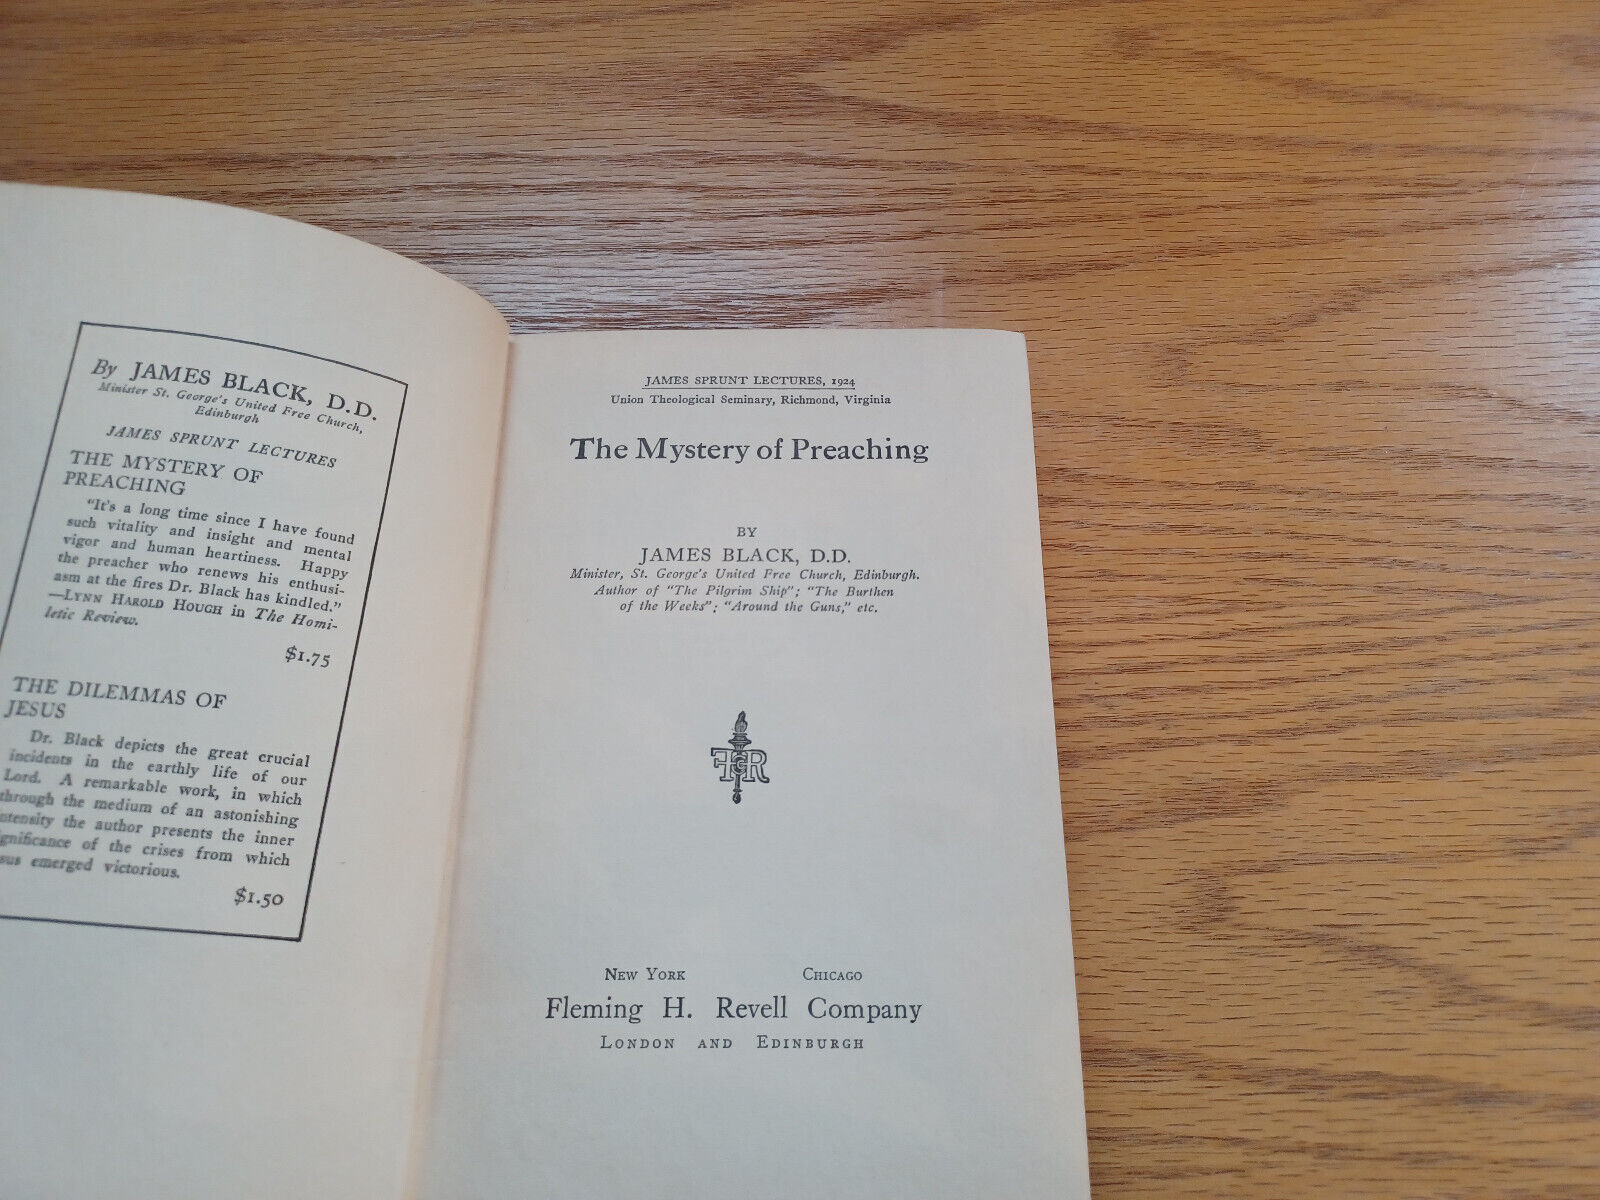 By JAMES BLACK, D.D.
Minister St. George's United Free Church,
Edinburgh
JAMES SPRUNT LECTURES
THE MYSTERY OF
PREACHING
"It's a long time since I have found
such vitality and insight and mental
vigor and human heartiness. Happy
the preacher who renews his enthusi-
asm at the fires Dr. Black has kindled."
—LYNN HAROLD HOUGH in The Homi-
letic Review.
$1.75
THE DILEMMAS OF
JESUS
Dr. Black depicts the great crucial
incidents in the earthly life of our
Lord. A remarkable work, in which
through the medium of an astonishing
ntensity the author presents the inner
gnificance of the crises from which
sus emerged victorious.
$1.50
JAMES SPRUNT LECTURES, 1924
Union Theological Seminary, Richmond, Virginia
The Mystery of Preaching
BY
JAMES BLACK, D.D.
Minister, St. George's United Free Church, Edinburgh.
Author of "The Pilgrim Ship"; "The Burthen
of the Weeks"; "Around the Guns," etc.
FHGR
NEW YORK CHICAGO
Fleming H. Revell Company
LONDON AND EDINBURGH